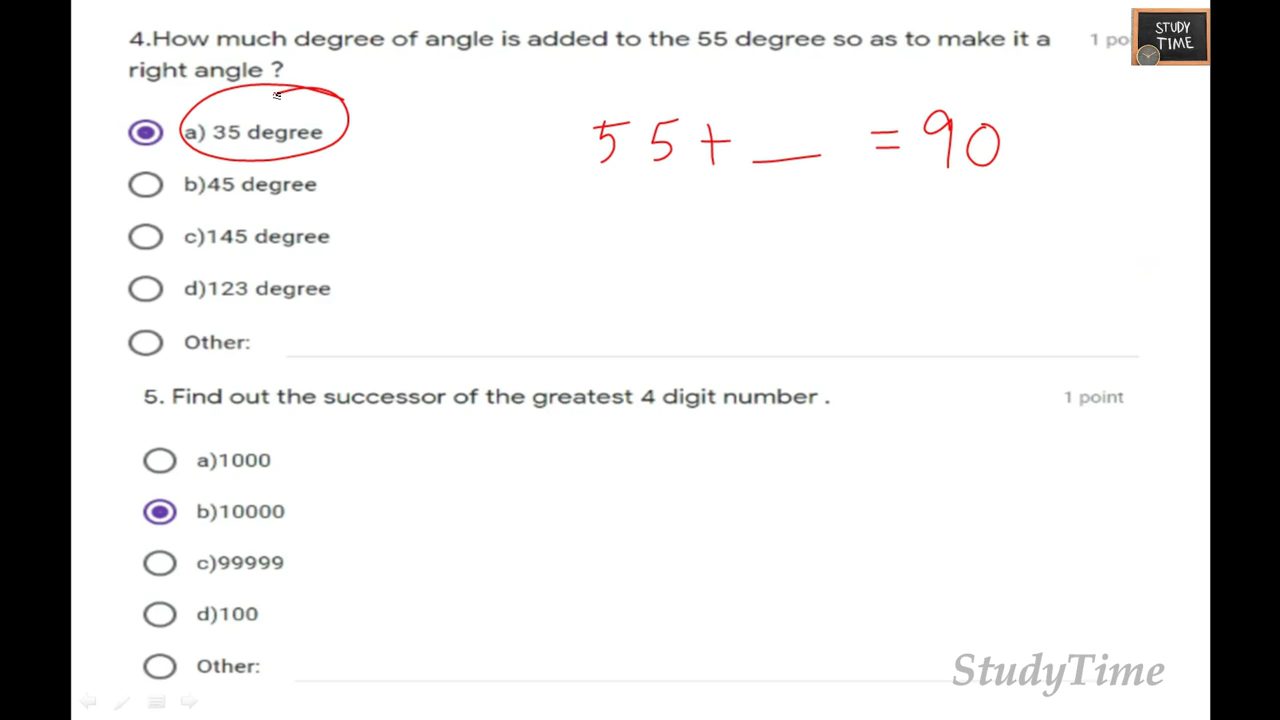 4.How much degree of angle is added to the 55 degree so as to make it a
right angle ?
1 po
STUDY
TIME
a) 35 degree
55+ __ =90
b)45 degree
c)145 degree
d)123 degree
Other:
5. Find out the successor of the greatest 4 digit number .
1 point
a)1000
b)10000
c)99999
d)100
Other:
StudyTime